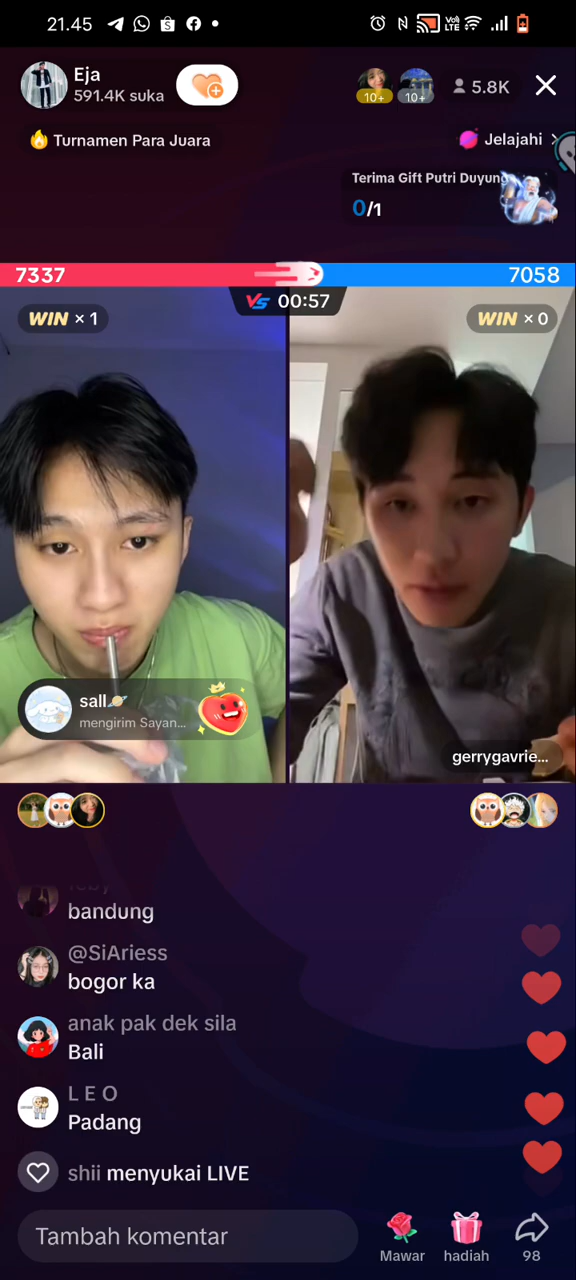 21.45
Vo)) LTE
Eja
591.4K suka
10+
10+
5.8K
Turnamen Para Juara
Jelajahi
Terima Gift Putri Duyung
0/1
7337
7058
VS 00:57
WIN × 1
WIN × 0
sall🪐
mengirim Sayan...
gerrygavrie...
bandung
@SiAriess
bogor ka
anak pak dek sila
Bali
L E O
Padang
shii menyukai LIVE
Tambah komentar
Mawar
hadiah
98